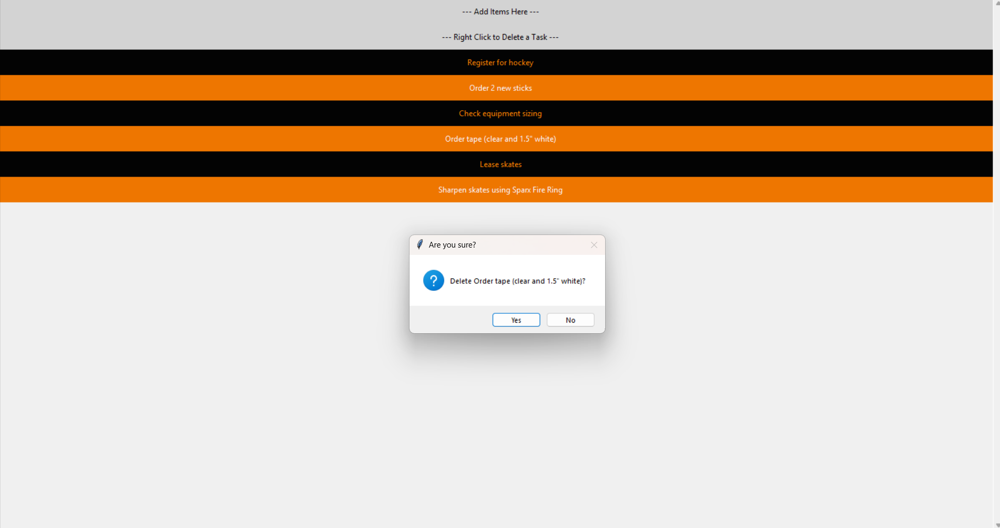 --- Add Items Here ---
--- Right Click to Delete a Task ---
Register for hockey
Order 2 new sticks
Check equipment sizing
Order tape (clear and 1.5" white)
Lease skates
Sharpen skates using Sparx Fire Ring
Are you sure?
Delete Order tape (clear and 1.5" white)?
Yes No